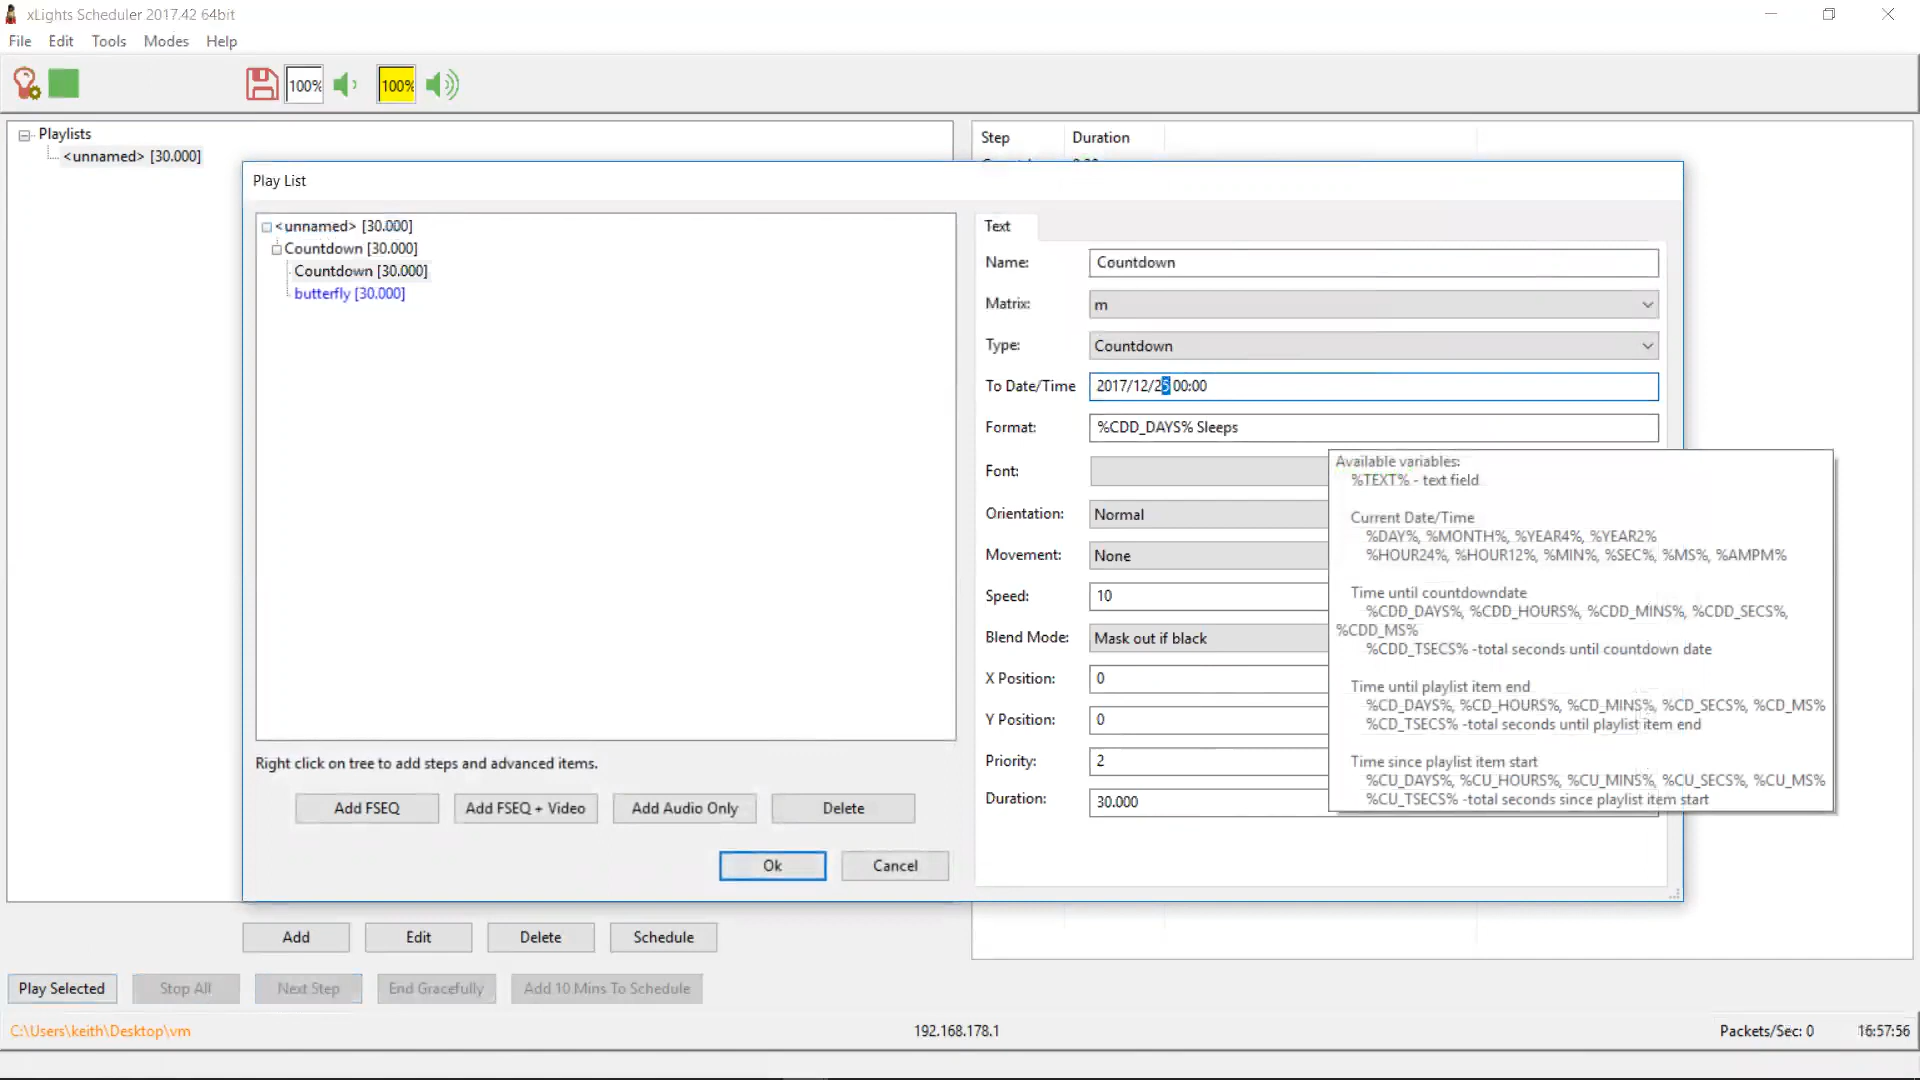 xLights Scheduler 2017.42 64bit
File Edit Tools Modes Help
100% 100%
Playlists
<unnamed> [30.000]
Step Duration
Play List
<unnamed> [30.000]
Countdown [30.000]
Countdown [30.000]
butterfly [30.000]
Right click on tree to add steps and advanced items.
Add FSEQ Add FSEQ + Video Add Audio Only Delete
Ok Cancel
Text
Name: Countdown
Matrix: m
Type: Countdown
To Date/Time 2017/12/25 00:00
Format: %CDD_DAYS% Sleeps
Font:
Orientation: Normal
Movement: None
Speed: 10
Blend Mode: Mask out if black
X Position: 0
Y Position: 0
Priority: 2
Duration: 30.000
Available variables:
%TEXT% - text field
Current Date/Time
%DAY%, %MONTH%, %YEAR4%, %YEAR2%
%HOUR24%, %HOUR12%, %MIN%, %SEC%, %MS%, %AMPM%
Time until countdowndate
%CDD_DAYS%, %CDD_HOURS%, %CDD_MINS%, %CDD_SECS%,
%CDD_MS%
%CDD_TSECS% -total seconds until countdown date
Time until playlist item end
%CD_DAYS%, %CD_HOURS%, %CD_MINS%, %CD_SECS%, %CD_MS%
%CD_TSECS% -total seconds until playlist item end
Time since playlist item start
%CU_DAYS%, %CU_HOURS%, %CU_MINS%, %CU_SECS%, %CU_MS%
%CU_TSECS% -total seconds since playlist item start
Add Edit Delete Schedule
Play Selected Stop All Next Step End Gracefully Add 10 Mins To Schedule
C:\Users\keith\Desktop\vm 192.168.178.1 Packets/Sec: 0 16:57:56